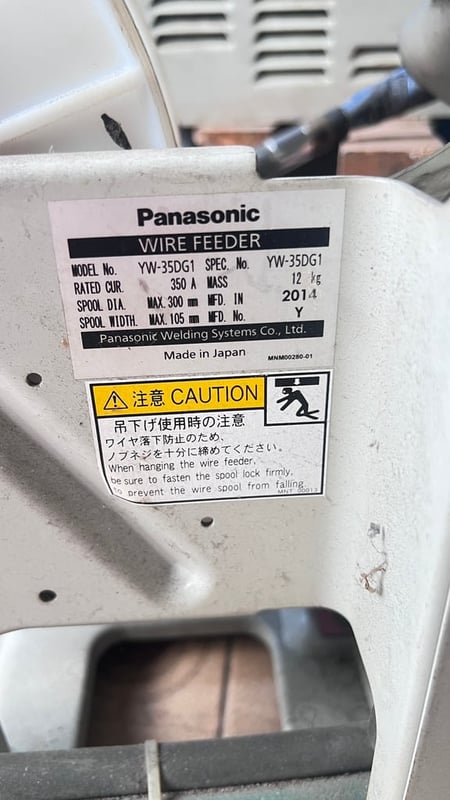 Panasonic
WIRE FEEDER
MODEL No. YW-35DG1 SPEC. No. YW-35DG1
RATED CUR. 350 A MASS 12 kg
SPOOL DIA. MAX. 300 mm MFD. IN 2014
SPOOL WIDTH. MAX. 105 mm MFD. No. Y
Panasonic Welding Systems Co., Ltd.
Made in Japan MNM00280-01
注意 CAUTION
吊下げ使用時の注意
ワイヤ落下防止のため、
ノブネジを十分に締めてください。
When hanging the wire feeder,
be sure to fasten the spool lock firmly,
to prevent the wire spool from falling.
MNT 00013